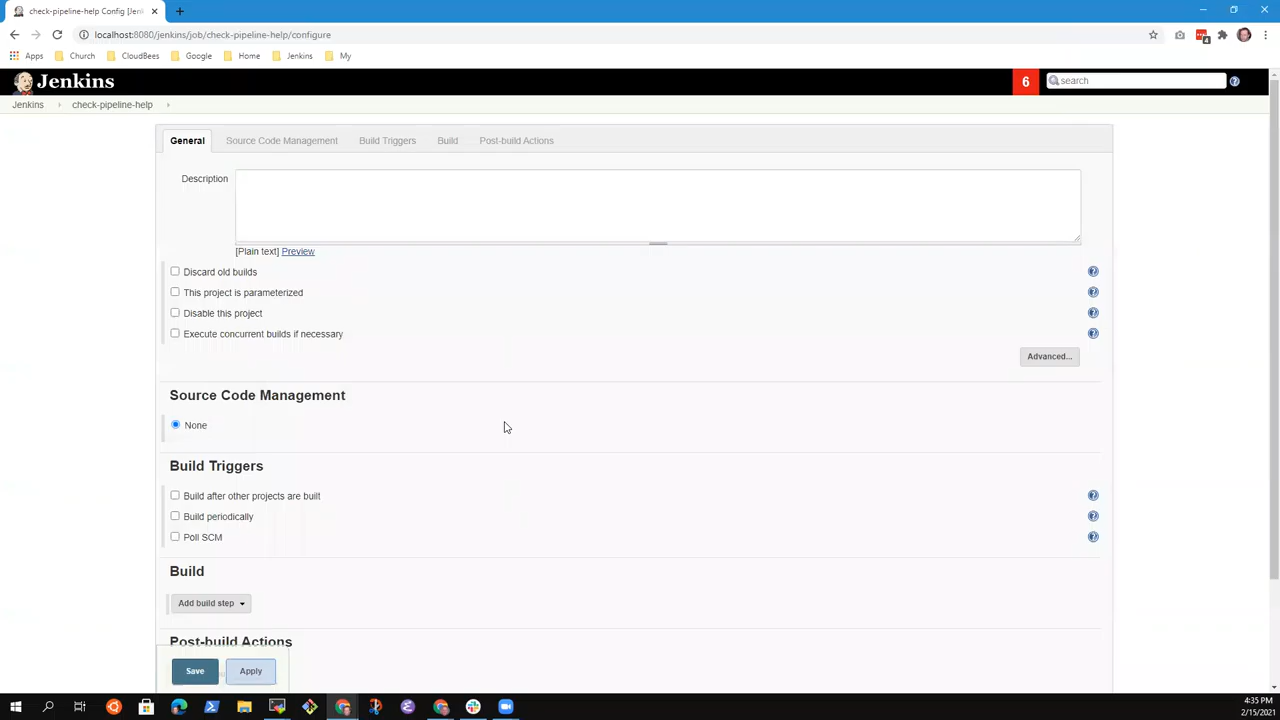 check-pipeline-help Config [Jen
localhost:8080/jenkins/job/check-pipeline-help/configure
4
Apps Church CloudBees Google Home Jenkins My
Jenkins 6 search
Jenkins check-pipeline-help
General Source Code Management Build Triggers Build Post-build Actions
Description
[Plain text] Preview
Discard old builds
This project is parameterized
Disable this project
Execute concurrent builds if necessary
Advanced...
Source Code Management
None
Build Triggers
Build after other projects are built
Build periodically
Poll SCM
Build
Add build step
Post-build Actions
Save Apply
4:35 PM
2/15/2021